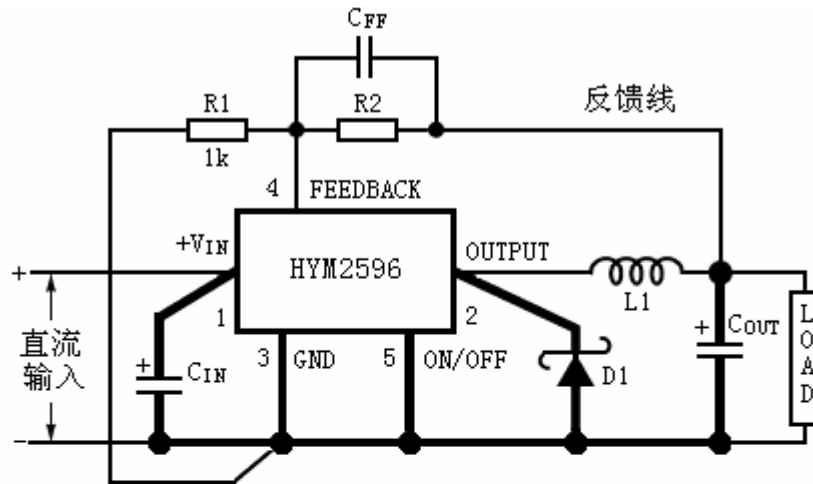 CFF
R1
R2
反馈线
1k
4
FEEDBACK
+VIN
OUTPUT
HYM2596
+
L1
1
2
直流
输入
+
CIN
3
GND
5
ON/OFF
D1
+
COUT
LOAD
-